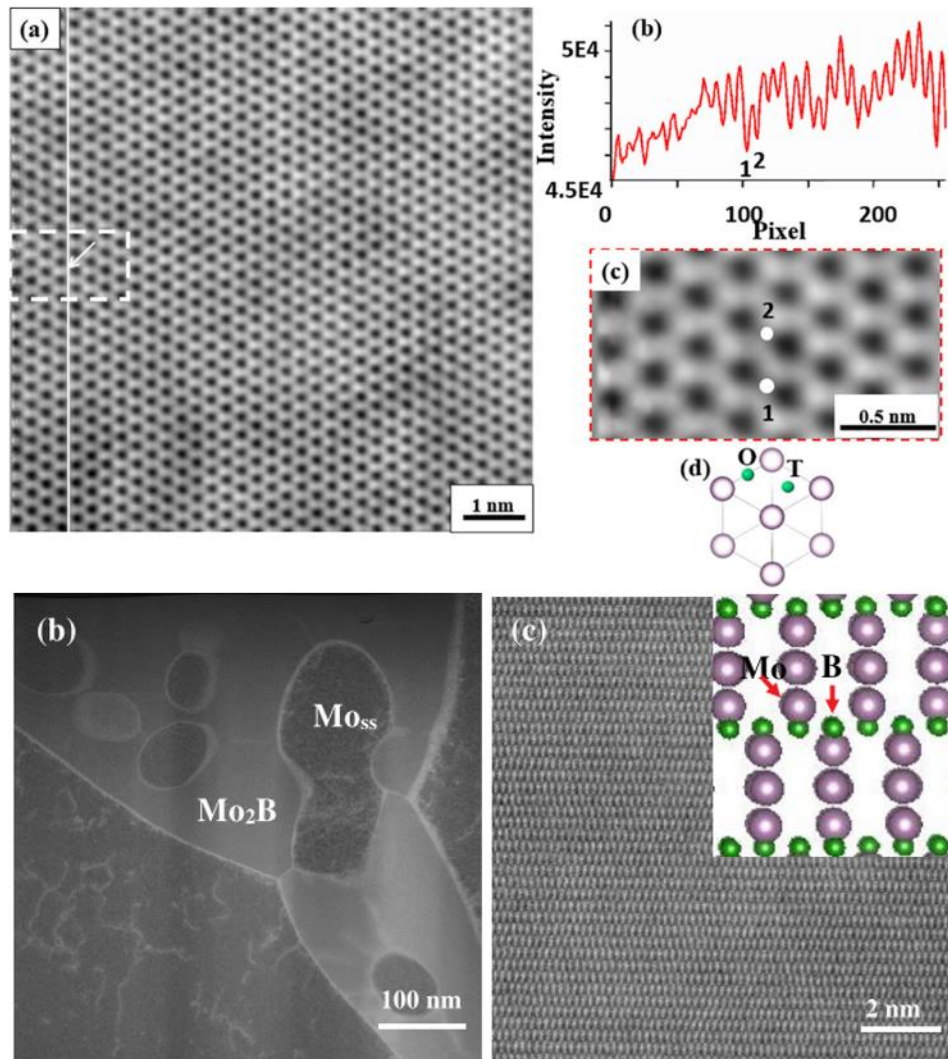 (a)
1 nm
(b)
5E4
Intensity
4.5E4
1 2
0 100 200
Pixel
(c)
2
1
0.5 nm
(d)
O
T
(b)
Moss
Mo₂B
100 nm
(c)
Mo B
2 nm